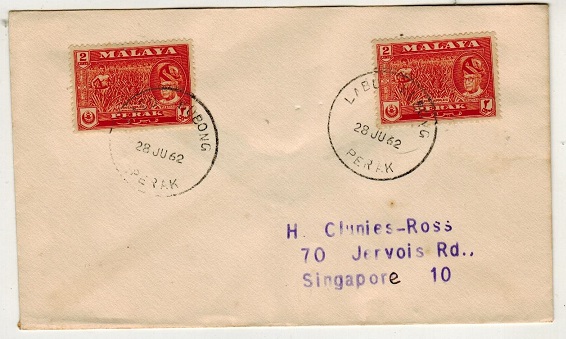 2
MALAYA
PERAK
28 JU 62
PERAK
2
MALAYA
PERAK
28 JU 62
PERAK
H. Clunies-Ross
70 Jervois Rd.,
Singapore 10